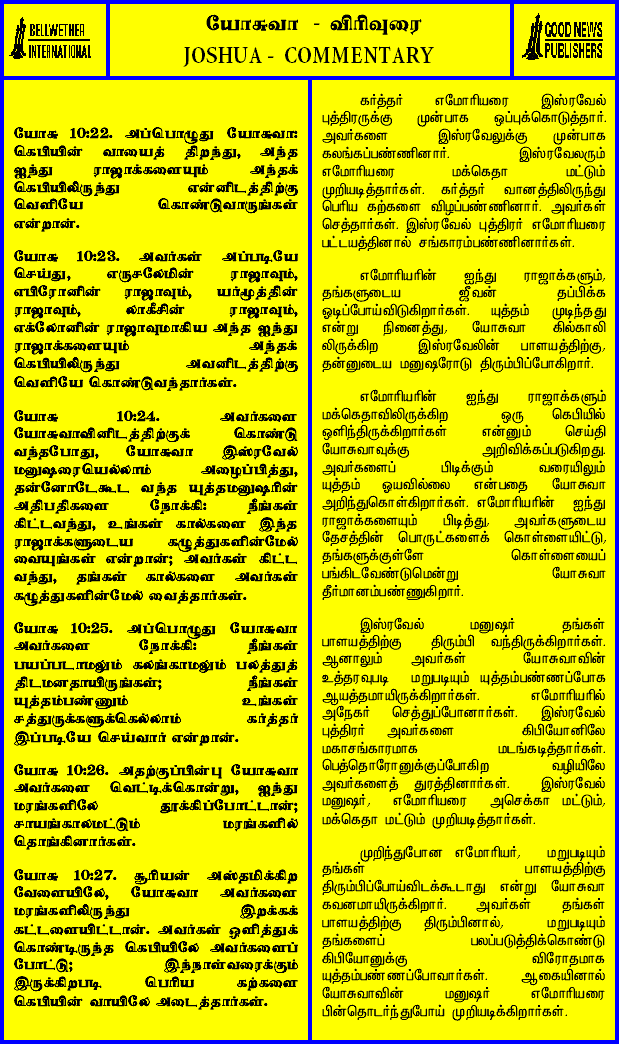 BELLWETHER
INTERNATIONAL
யோசுவா - விரிவுரை
JOSHUA - COMMENTARY
GOOD NEWS
PUBLISHERS
யோசு 10:22. அப்பொழுது யோசுவா:
கெபியின் வாயைத் திறந்து, அந்த
ஐந்து ராஜாக்களையும் அந்தக்
கெபியிலிருந்து என்னிடத்திற்கு
வெளியே கொண்டுவாருங்கள்
என்றான்.
யோசு 10:23. அவர்கள் அப்படியே
செய்து, எருசலேமின் ராஜாவும்,
எபிரோனின் ராஜாவும், யர்மூத்தின்
ராஜாவும், லாகீசின் ராஜாவும்,
எக்லோனின் ராஜாவுமாகிய அந்த ஐந்து
ராஜாக்களையும் அந்தக்
கெபியிலிருந்து அவனிடத்திற்கு
வெளியே கொண்டுவந்தார்கள்.
யோசு 10:24. அவர்களை
யோசுவாவினிடத்திற்குக் கொண்டு
வந்தபோது, யோசுவா இஸ்ரவேல்
மனுஷரையெல்லாம் அழைப்பித்து,
தன்னோடேகூட வந்த யுத்தமனுஷரின்
அதிபதிகளை நோக்கி: நீங்கள்
கிட்டவந்து, உங்கள் கால்களை இந்த
ராஜாக்களுடைய கழுத்துகளின்மேல்
வையுங்கள் என்றான்; அவர்கள் கிட்ட
வந்து, தங்கள் கால்களை அவர்கள்
கழுத்துகளின்மேல் வைத்தார்கள்.
யோசு 10:25. அப்பொழுது யோசுவா
அவர்களை நோக்கி: நீங்கள்
பயப்படாமலும் கலங்காமலும் பலத்துத்
திடமனதாயிருங்கள்; நீங்கள்
யுத்தம்பண்ணும் உங்கள்
சத்துருக்களுக்கெல்லாம் கர்த்தர்
இப்படியே செய்வார் என்றான்.
யோசு 10:26. அதற்குப்பின்பு யோசுவா
அவர்களை வெட்டிக்கொன்று, ஐந்து
மரங்களிலே தூக்கிப்போட்டான்;
சாயங்காலமட்டும் மரங்களில்
தொங்கினார்கள்.
யோசு 10:27. சூரியன் அஸ்தமிக்கிற
வேளையிலே, யோசுவா அவர்களை
மரங்களிலிருந்து இறக்கக்
கட்டளையிட்டான். அவர்கள் ஒளித்துக்
கொண்டிருந்த கெபியிலே அவர்களைப்
போட்டு; இந்நாள்வரைக்கும்
இருக்கிறபடி பெரிய கற்களை
கெபியின் வாயிலே அடைத்தார்கள்.
கர்த்தர் எமோரியரை இஸ்ரவேல்
புத்திரருக்கு முன்பாக ஒப்புக்கொடுத்தார்.
அவர்களை இஸ்ரவேலுக்கு முன்பாக
கலங்கப்பண்ணினார். இஸ்ரவேலரும்
எமோரியரை மக்கெதா மட்டும்
முறியடித்தார்கள். கர்த்தர் வானத்திலிருந்து
பெரிய கற்களை விழப்பண்ணினார். அவர்கள்
செத்தார்கள். இஸ்ரவேல் புத்திரர் எமோரியரை
பட்டயத்தினால் சங்காரம்பண்ணினார்கள்.
எமோரியரின் ஐந்து ராஜாக்களும்,
தங்களுடைய ஜீவன் தப்பிக்க
ஓடிப்போய்விடுகிறார்கள். யுத்தம் முடிந்தது
என்று நினைத்து, யோசுவா கில்கா­லி
லிருக்கிற இஸ்ரவேலின் பாளயத்திற்கு,
தன்னுடைய மனுஷரோடு திரும்பிப்போகிறார்.
எமோரியரின் ஐந்து ராஜாக்களும்
மக்கெதாவிலிருக்கிற ஒரு கெபியில்
ஒளிந்திருக்கிறார்கள் என்னும் செய்தி
யோசுவாவுக்கு அறிவிக்கப்படுகிறது.
அவர்களைப் பிடிக்கும் வரையிலும்
யுத்தம் ஓயவில்லை என்பதை யோசுவா
அறிந்துகொள்கிறார்கள். எமோரியரின் ஐந்து
ராஜாக்களையும் பிடித்து, அவர்களுடைய
தேசத்தின் பொருட்களைக் கொள்ளையிட்டு,
தங்களுக்குள்ளே கொள்ளையைப்
பங்கிடவேண்டுமென்று யோசுவா
தீர்மானம்பண்ணுகிறார்.
இஸ்ரவேல் மனுஷர் தங்கள்
பாளயத்திற்கு திரும்பி வந்திருக்கிறார்கள்.
ஆனாலும் அவர்கள் யோசுவாவின்
உத்தரவுபடி மறுபடியும் யுத்தம்பண்ணப்போக
ஆயத்தமாயிருக்கிறார்கள். எமோரியரில்
அநேகர் செத்துப்போனார்கள். இஸ்ரவேல்
புத்திரர் அவர்களை கிபியோனிலே
மகாசங்காரமாக மடங்கடித்தார்கள்.
பெத்தொரோனுக்குப்போகிற வழியிலே
அவர்களைத் துரத்தினார்கள். இஸ்ரவேல்
மனுஷர், எமோரியரை அசெக்கா மட்டும்,
மக்கெதா மட்டும் முறியடித்தார்கள்.
முறிந்துபோன எமோரியர், மறுபடியும்
தங்கள் பாளயத்திற்கு
திரும்பிப்போய்விடக்கூடாது என்று யோசுவா
கவனமாயிருக்கிறார். அவர்கள் தங்கள்
பாளயத்திற்கு திரும்பினால், மறுபடியும்
தங்களைப் பலப்படுத்திக்கொண்டு
கிபியோனுக்கு விரோதமாக
யுத்தம்பண்ணப்போவார்கள். ஆகையினால்
யோசுவாவின் மனுஷர் எமோரியரை
பின்தொடர்ந்துபோய் முறியடிக்கிறார்கள்.